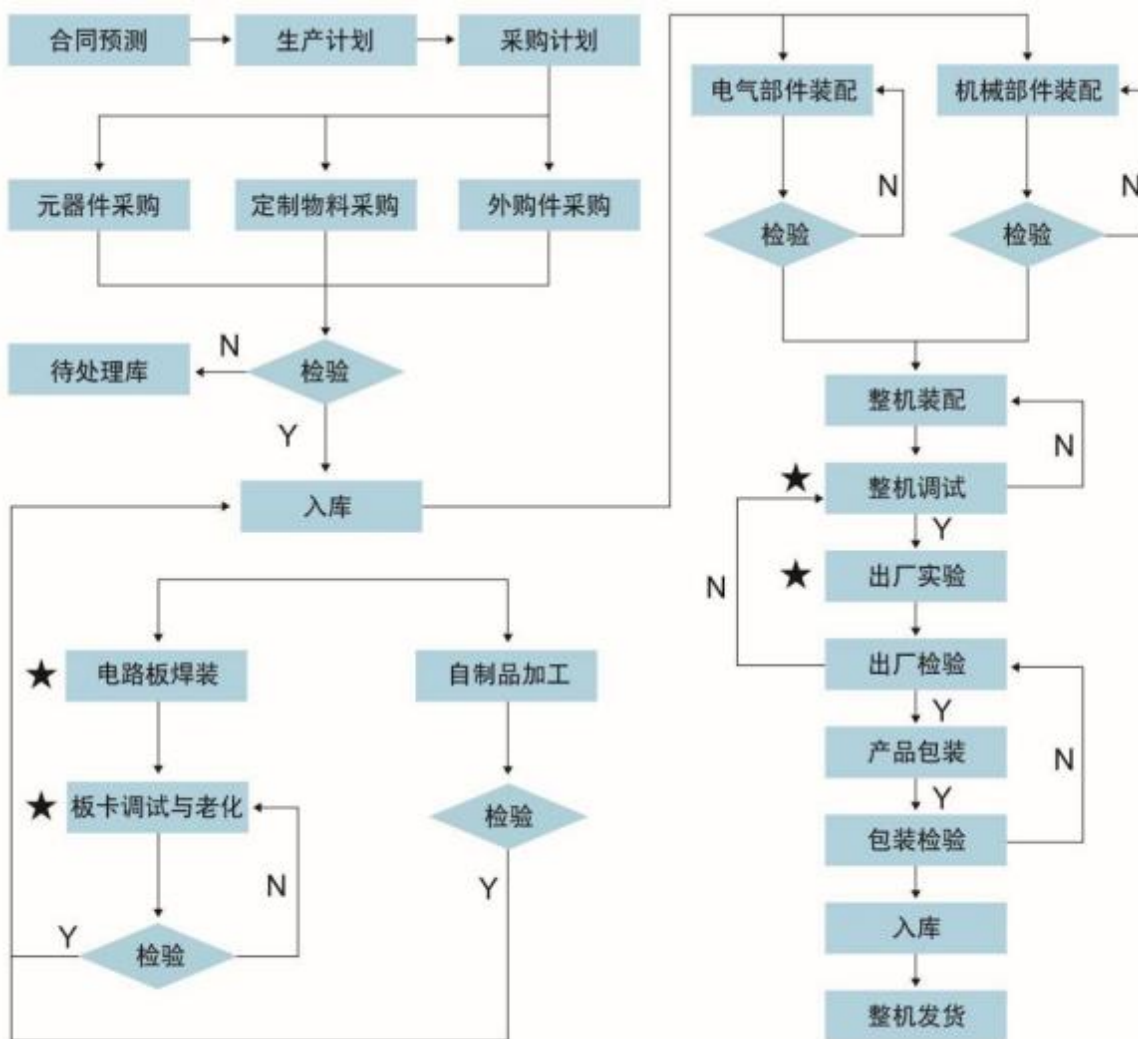 合同预测
生产计划
采购计划
元器件采购
定制物料采购
外购件采购
检验
N
待处理库
Y
入库
电路板焊装
自制品加工
板卡调试与老化
检验
N
Y
检验
Y
电气部件装配
机械部件装配
N
N
检验
检验
整机装配
N
整机调试
Y
出厂实验
N
出厂检验
Y
产品包装
N
Y
包装检验
入库
整机发货